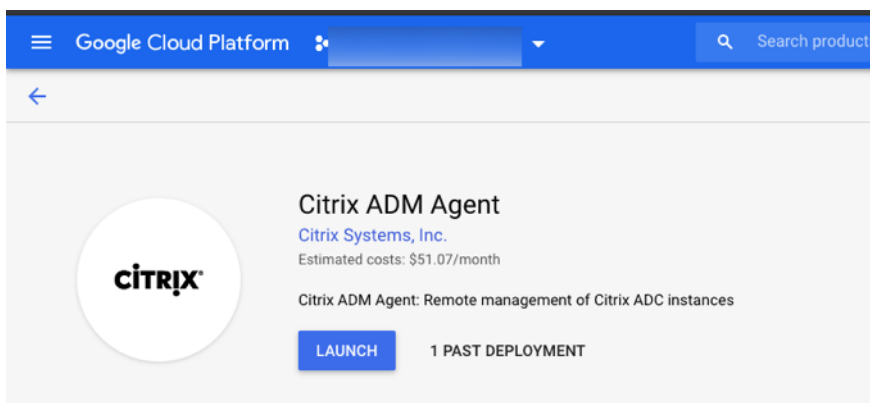 Google Cloud Platform
Search product
Citrix ADM Agent
Citrix Systems, Inc.
Estimated costs: $51.07/month
citrix
Citrix ADM Agent: Remote management of Citrix ADC instances
LAUNCH
1 PAST DEPLOYMENT